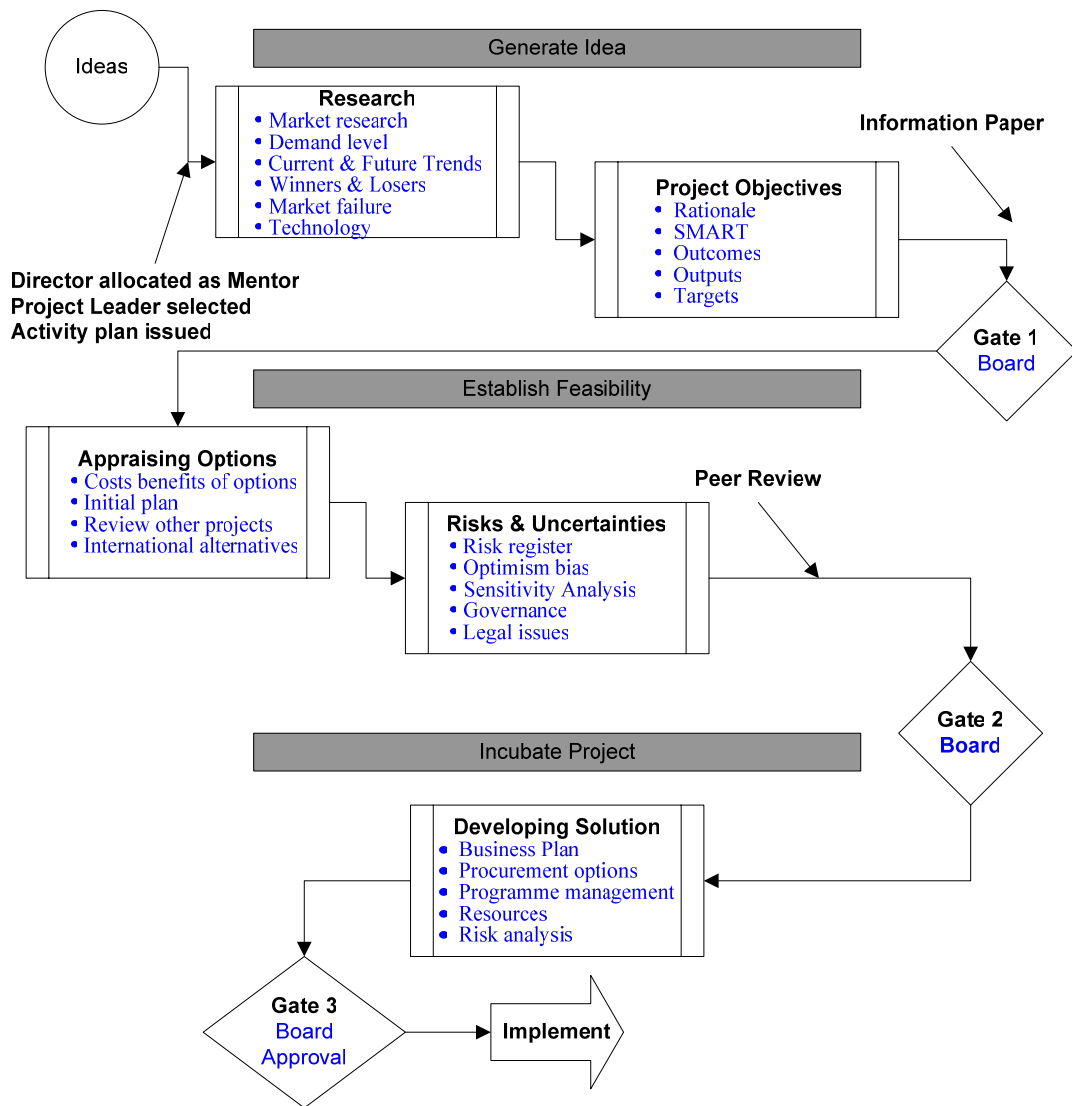 Ideas
Generate Idea
Research
• Market research
• Demand level
• Current & Future Trends
• Winners & Losers
• Market failure
• Technology
Information Paper
Project Objectives
• Rationale
• SMART
• Outcomes
• Outputs
• Targets
Director allocated as Mentor
Project Leader selected
Activity plan issued
Gate 1
Board
Establish Feasibility
Appraising Options
• Costs benefits of options
• Initial plan
• Review other projects
• International alternatives
Peer Review
Risks & Uncertainties
• Risk register
• Optimism bias
• Sensitivity Analysis
• Governance
• Legal issues
Gate 2
Board
Incubate Project
Developing Solution
• Business Plan
• Procurement options
• Programme management
• Resources
• Risk analysis
Gate 3
Board
Approval
Implement